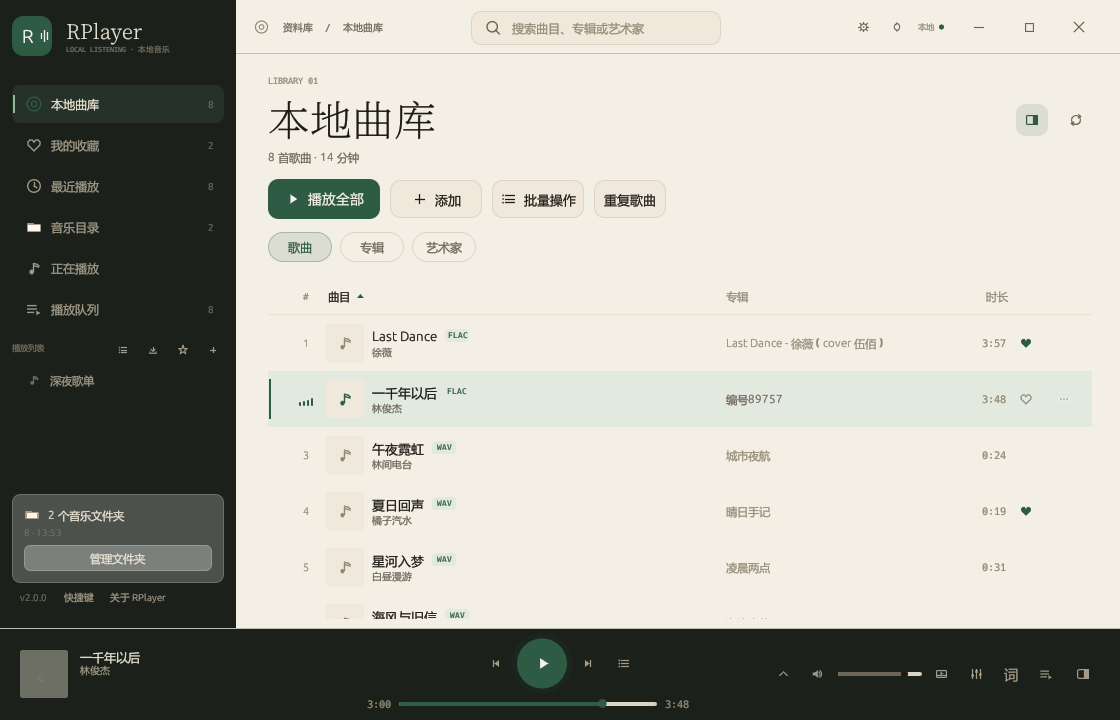 R
RPlayer
LOCAL LISTENING · 本地音乐
本地曲库 8
我的收藏 2
最近播放 8
音乐目录 2
正在播放
播放队列 8
播放列表
深夜歌单
2 个音乐文件夹
8 · 13:53
管理文件夹
v2.0.0 快捷键 关于 RPlayer
资料库 / 本地曲库
搜索曲目、专辑或艺术家
本地
LIBRARY 01
本地曲库
8 首歌曲 · 14 分钟
播放全部 添加 批量操作 重复歌曲
歌曲 专辑 艺术家
# 曲目 专辑 时长
1 Last Dance FLAC Last Dance - 徐薇 ( cover 伍佰 ) 3:57
徐薇
一千年以后 FLAC 编号89757 3:48
林俊杰
3 午夜霓虹 WAV 城市夜航 0:24
林间电台
4 夏日回声 WAV 晴日手记 0:19
橘子汽水
5 星河入梦 WAV 凌晨两点 0:31
白昼漫游
海风与旧信 WAV
一千年以后
林俊杰
3:00 3:48
词